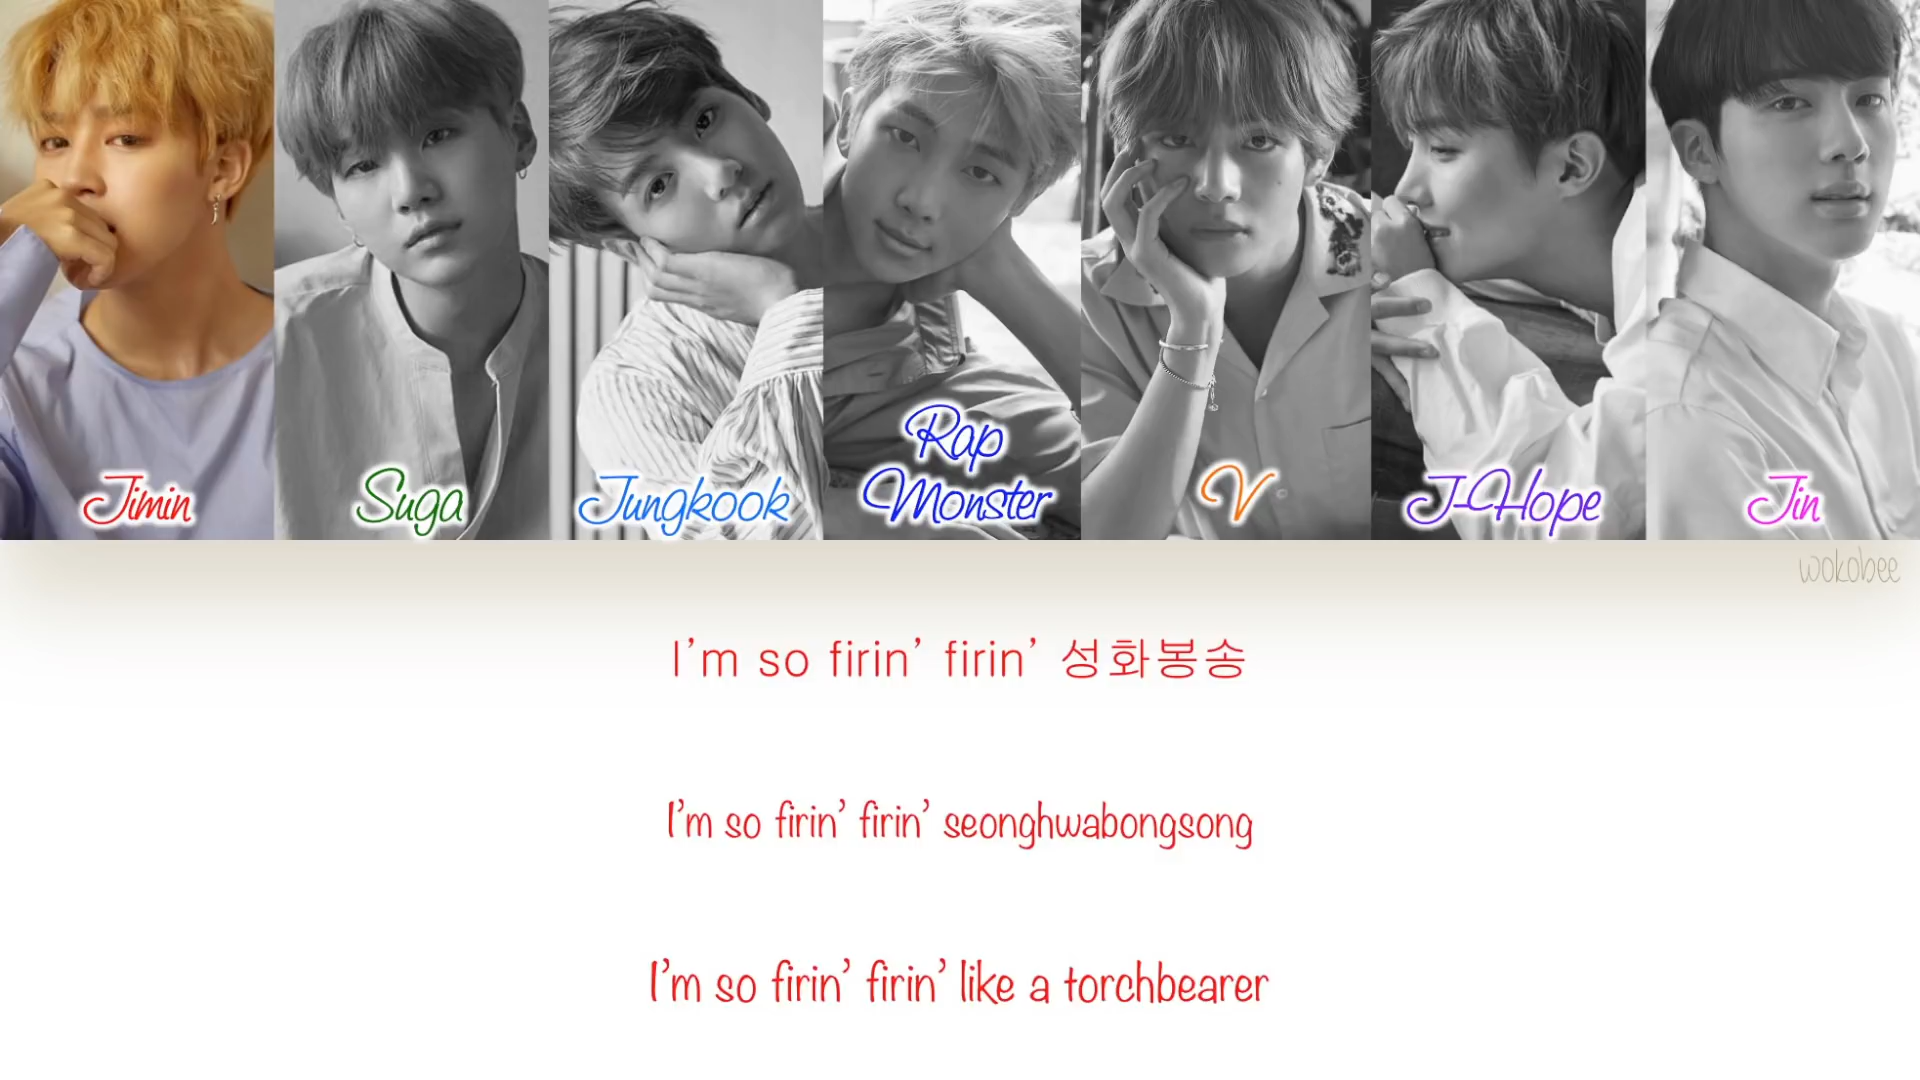 Jimin
Suga
Jungkook
Rap
Monster
V
J-Hope
Jin
wokobee
I'm so firin' firin' 성화봉송
I'm so firin' firin' seonghwabongsong
I'm so firin' firin' like a torchbearer